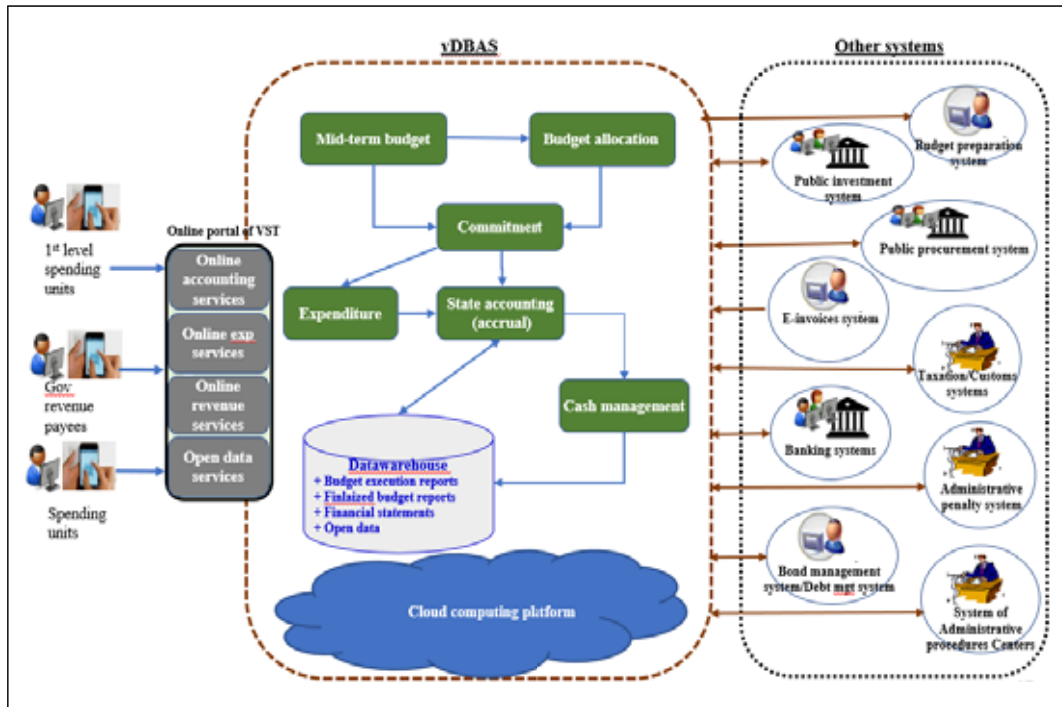 vDBAS
Other systems
Mid-term budget
Budget allocation
Commitment
Expenditure
State accounting
(accrual)
Cash management
Datawarehouse
+ Budget execution reports
+ Finlaized budget reports
+ Financial statements
+ Open data
Cloud computing platform
1st level
spending
units
Gov
revenue
payees
Spending
units
Online portal of VST
Online
accounting
services
Online exp
services
Online
revenue
services
Open data
services
Budget preparation
system
Public investment
system
Public procurement system
E-invoices system
Taxation/Customs
systems
Banking systems
Administrative
penalty system
Bond management
system/Debt mgt system
System of
Administrative
procedures Centers